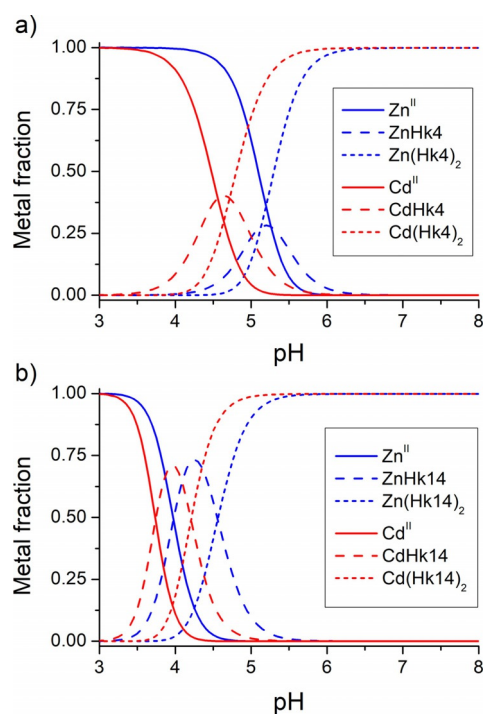 a)
1.00
0.75
0.50
0.25
0.00
Metal fraction
Zn^II
ZnHk4
Zn(Hk4)₂
Cd^II
CdHk4
Cd(Hk4)₂
3 4 5 6 7 8
pH
b)
1.00
0.75
0.50
0.25
0.00
Metal fraction
Zn^II
ZnHk14
Zn(Hk14)₂
Cd^II
CdHk14
Cd(Hk14)₂
3 4 5 6 7 8
pH